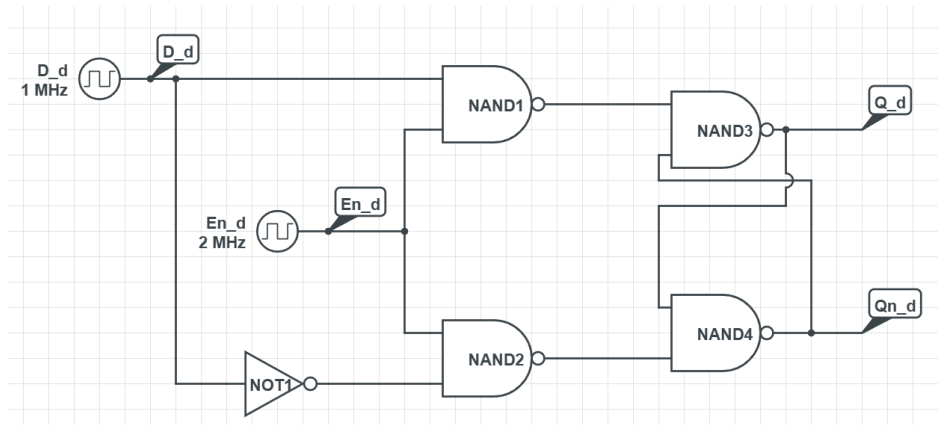 D_d
D_d
1 MHz
NAND1
NAND3
Q_d
En_d
En_d
2 MHz
NAND4
Qn_d
NAND2
NOT1